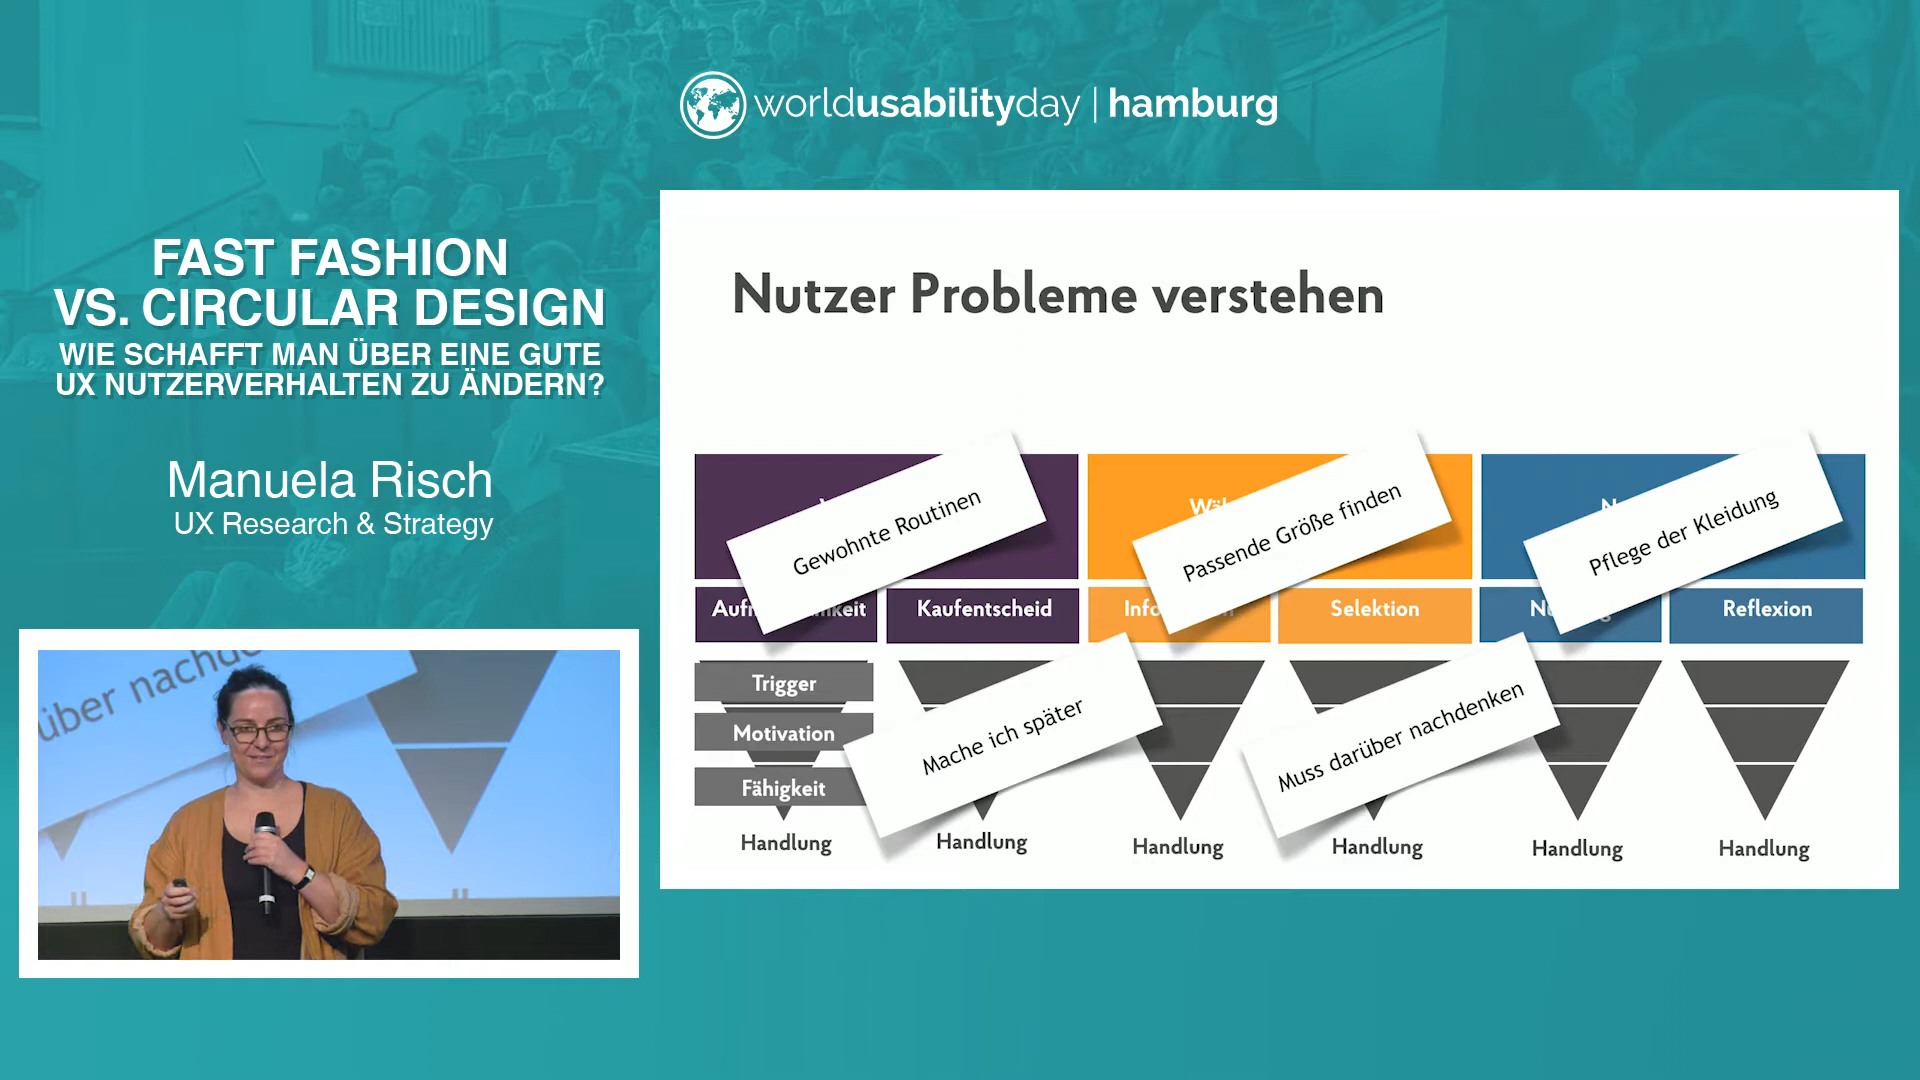 worldusabilityday | hamburg
FAST FASHION
VS. CIRCULAR DESIGN
WIE SCHAFFT MAN ÜBER EINE GUTE
UX NUTZERVERHALTEN ZU ÄNDERN?
Manuela Risch
UX Research & Strategy
über nachde
Nutzer Probleme verstehen
Gewohnte Routinen
Passende Größe finden
Pflege der Kleidung
Kaufentscheid
Selektion
Reflexion
Trigger
Motivation
Fähigkeit
Mache ich später
Muss darüber nachdenken
Handlung
Handlung
Handlung
Handlung
Handlung
Handlung